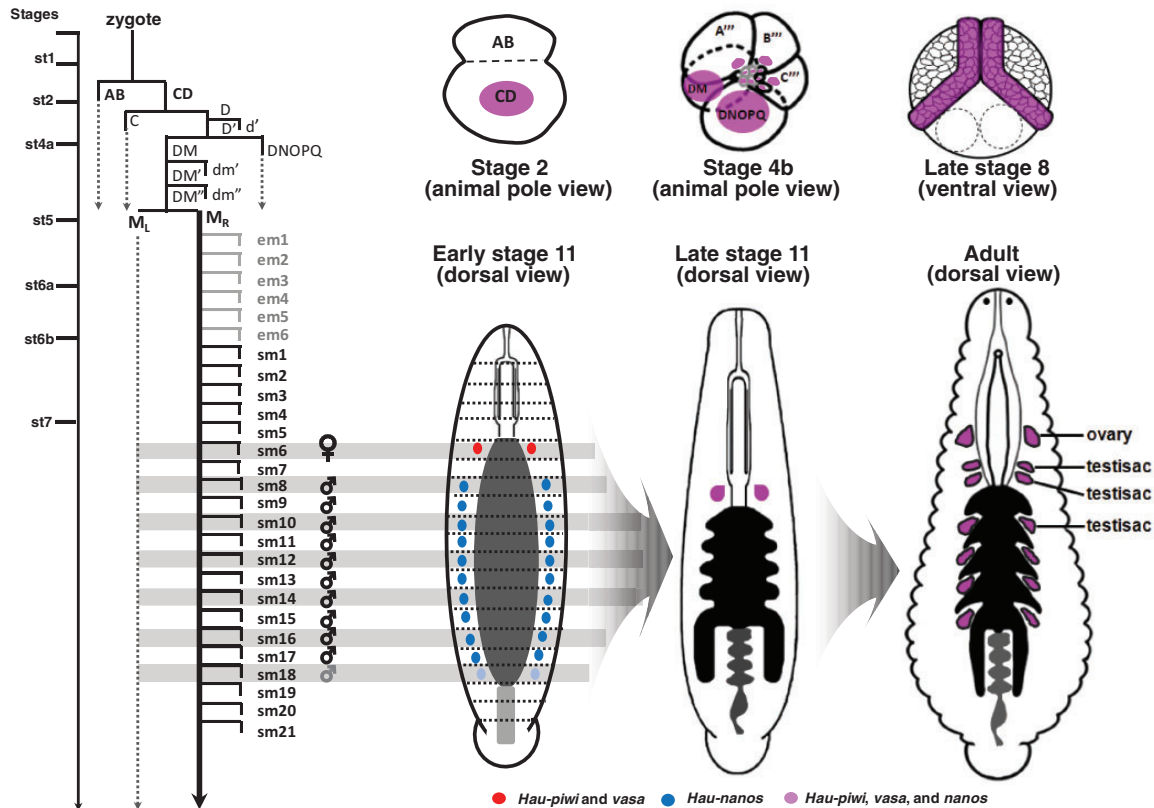 Stages
zygote
st1
st2
st4a
st5
st6a
st6b
st7
AB
CD
C
D
D' d'
DNOPQ
DM
DM' dm'
DM" dm"
M_L M_R
em1
em2
em3
em4
em5
em6
sm1
sm2
sm3
sm4
sm5
sm6 ♀
sm7
sm8 ♂
sm9 ♂
sm10 ♂
sm11 ♂
sm12 ♂
sm13 ♂
sm14 ♂
sm15 ♂
sm16 ♂
sm17 ♂
sm18 ♂
sm19
sm20
sm21
AB
CD
Stage 2
(animal pole view)
A''' B'''
C'''
DM
DNOPQ
Stage 4b
(animal pole view)
Late stage 8
(ventral view)
Early stage 11
(dorsal view)
Late stage 11
(dorsal view)
Adult
(dorsal view)
ovary
testisac
testisac
testisac
Hau-piwi and vasa
Hau-nanos
Hau-piwi, vasa, and nanos